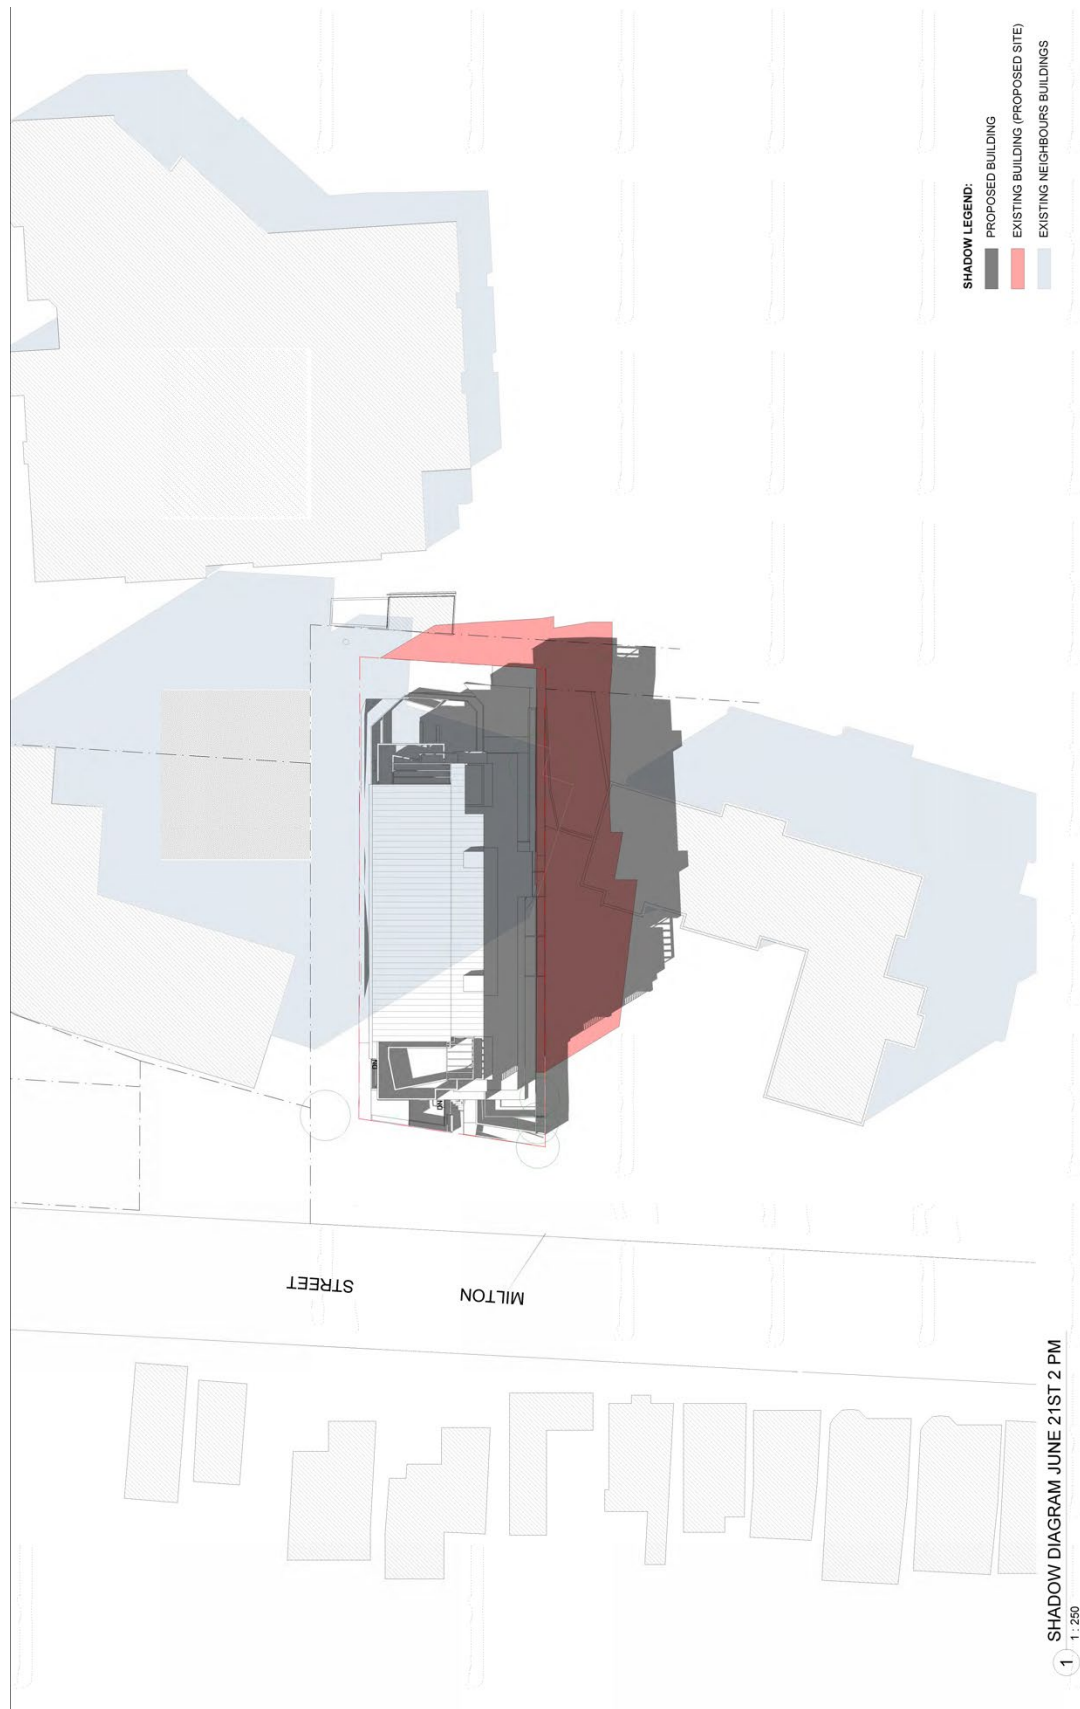 SHADOW LEGEND:
PROPOSED BUILDING
EXISTING BUILDING (PROPOSED SITE)
EXISTING NEIGHBOURS BUILDINGS
MILTON
STREET
1
SHADOW DIAGRAM JUNE 21ST 2 PM
1 : 250